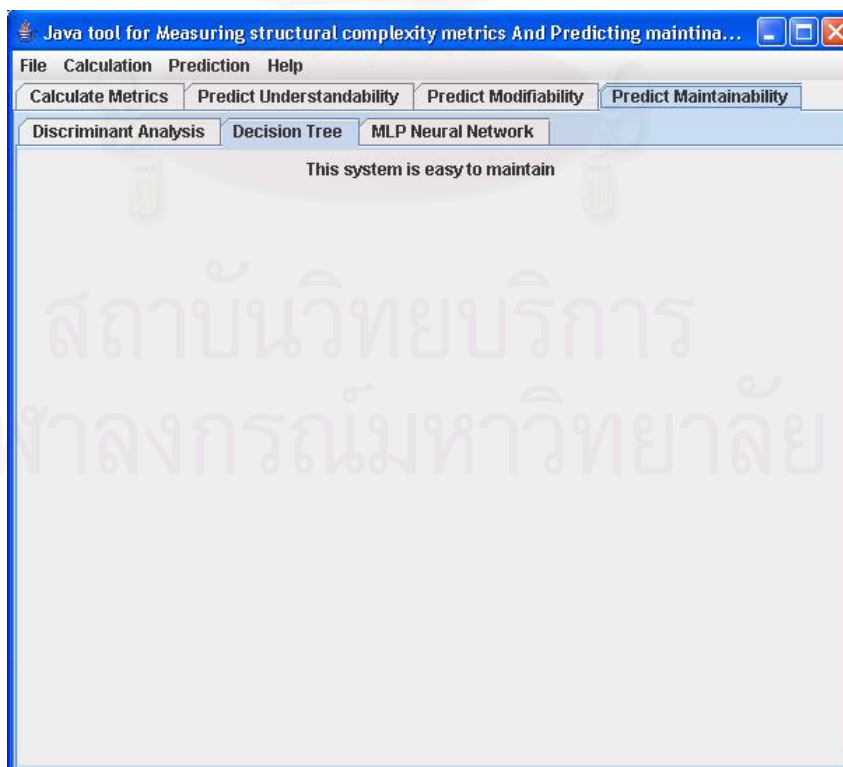 Java tool for Measuring structural complexity metrics And Predicting maintina...
File Calculation Prediction Help
Calculate Metrics Predict Understandability Predict Modifiability Predict Maintainability
Discriminant Analysis Decision Tree MLP Neural Network
This system is easy to maintain
สถาบันวิทยบริการ
จุฬาลงกรณ์มหาวิทยาลัย